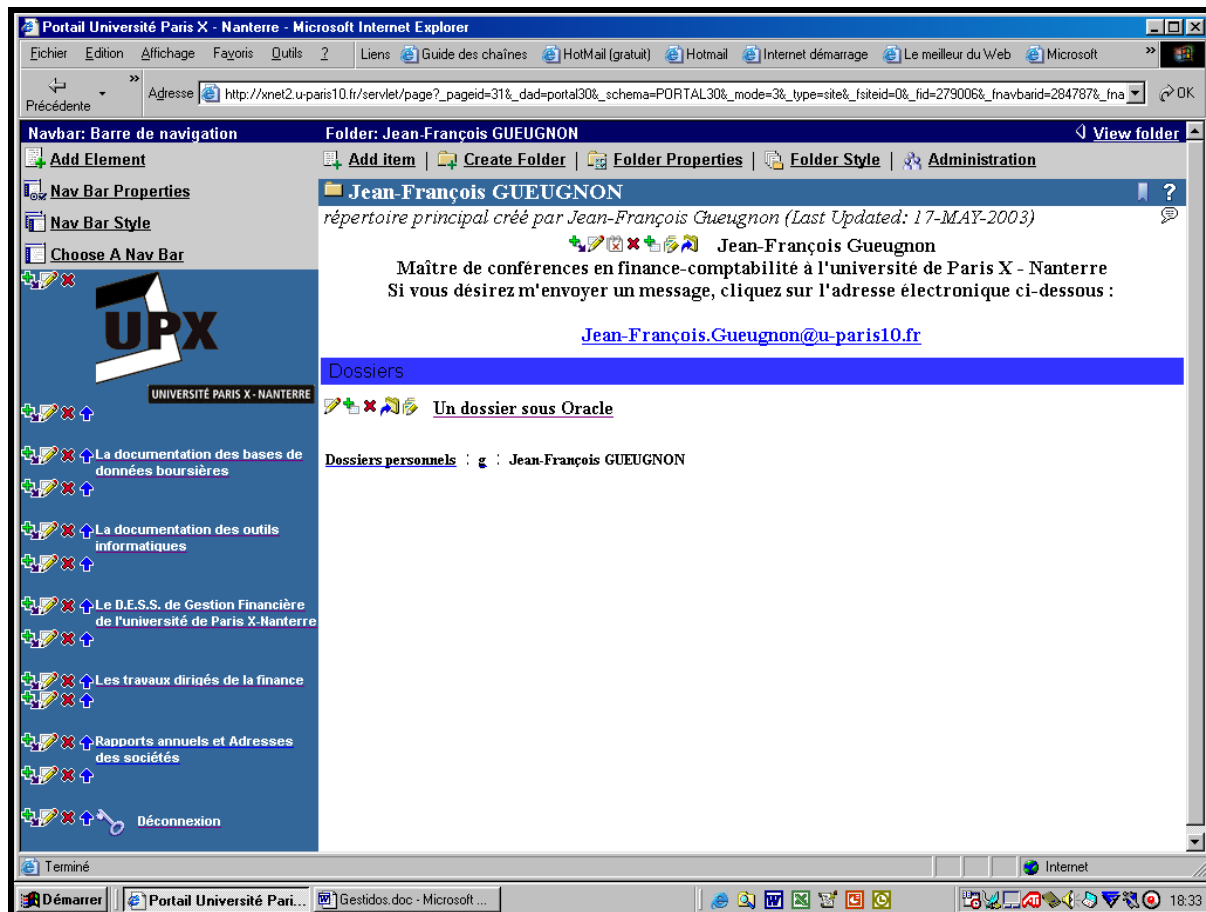 Portail Université Paris X - Nanterre - Microsoft Internet Explorer
Fichier Edition Affichage Favoris Outils ? Liens Guide des chaînes HotMail (gratuit) Hotmail Internet démarrage Le meilleur du Web Microsoft »
Précédente » Adresse http://xnet2.u-paris10.fr/servlet/page?_pageid=31&_dad=portal30&_schema=PORTAL30&_mode=3&_type=site&_fsiteid=0&_fid=279006&_fnavbarid=284787&_fna OK
Navbar: Barre de navigation
Add Element
Nav Bar Properties
Nav Bar Style
Choose A Nav Bar
UPX
UNIVERSITÉ PARIS X - NANTERRE
La documentation des bases de
données boursières
La documentation des outils
informatiques
Le D.E.S.S. de Gestion Financière
de l'université de Paris X-Nanterre
Les travaux dirigés de la finance
Rapports annuels et Adresses
des sociétés
Déconnexion
Folder: Jean-François GUEUGNON View folder
Add item | Create Folder | Folder Properties | Folder Style | Administration
Jean-François GUEUGNON ?
répertoire principal créé par Jean-François Gueugnon (Last Updated: 17-MAY-2003)
Jean-François Gueugnon
Maître de conférences en finance-comptabilité à l'université de Paris X - Nanterre
Si vous désirez m'envoyer un message, cliquez sur l'adresse électronique ci-dessous :
Jean-François.Gueugnon@u-paris10.fr
Dossiers
Un dossier sous Oracle
Dossiers personnels : g : Jean-François GUEUGNON
Terminé Internet
Démarrer Portail Université Pari... Gestidos.doc - Microsoft ... 18:33